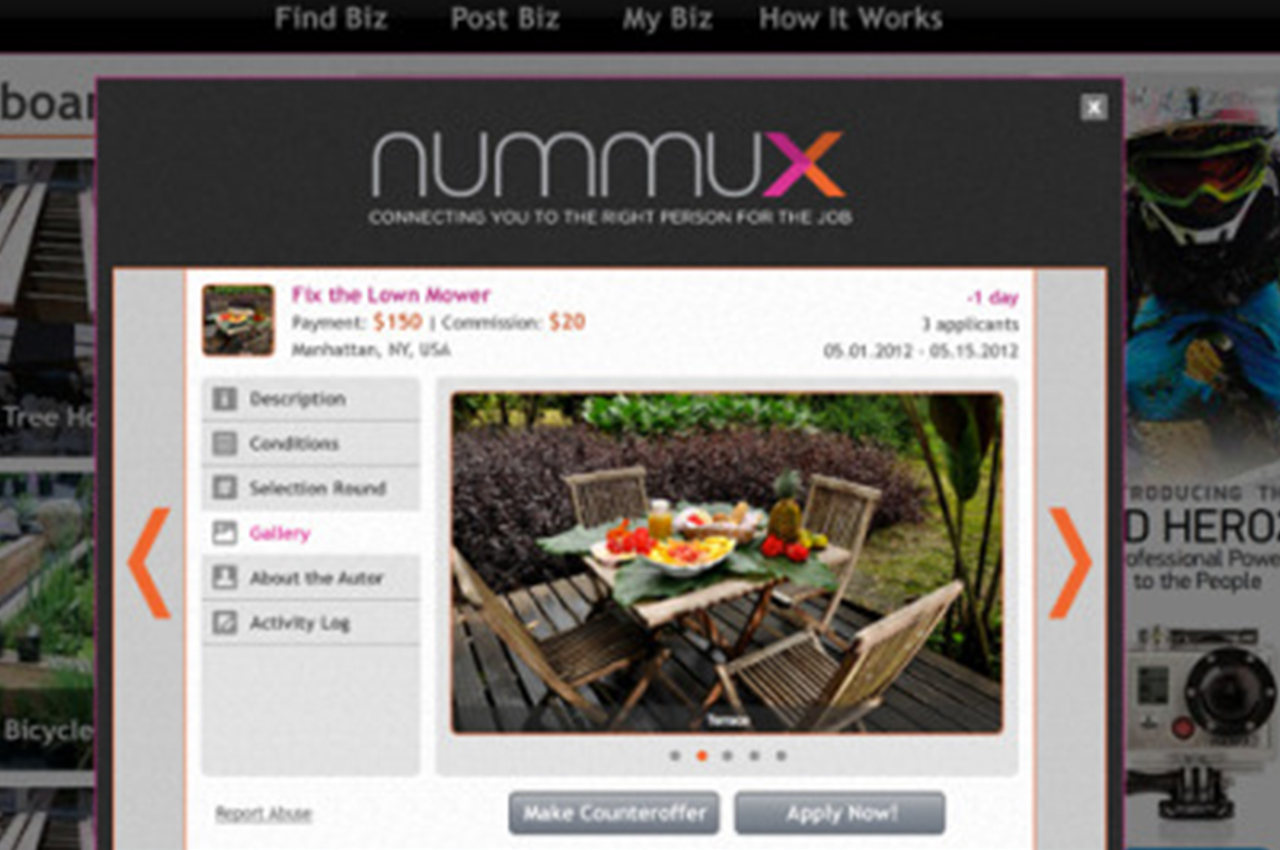 Find Biz Post Biz My Biz How It Works
boar
x
nummux
CONNECTING YOU TO THE RIGHT PERSON FOR THE JOB
Fix the Lown Mower
-1 day
Payment: $150 | Commission: $20
3 applicants
Manhattan, NY, USA
05.01.2012 - 05.15.2012
Description
Conditions
Selection Round
Gallery
About the Autor
Activity Log
Terrace
Report Abuse
Make Counteroffer
Apply Now!
Tree Ho
Bicycle
RODUCING TH
D HERO2
ofessional Powe
to the People